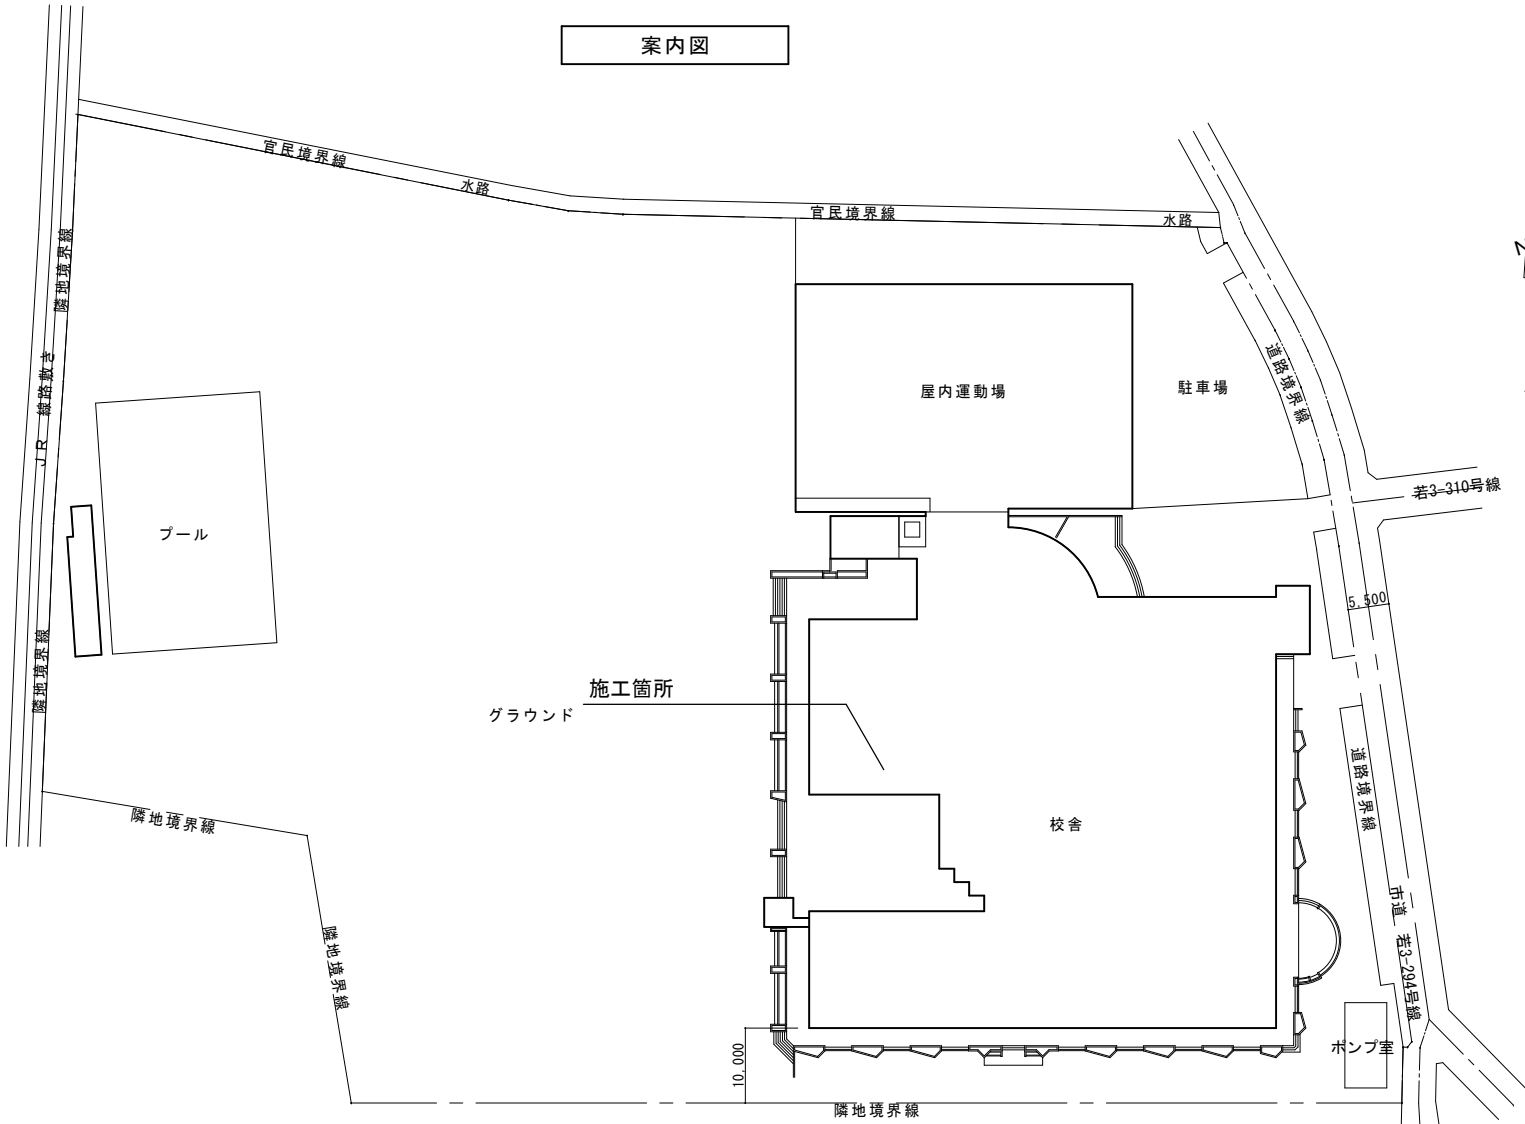 案内図
官民境界線
水路
官民境界線
水路
隣地境界線
JR 線路敷き
道路境界線
屋内運動場
駐車場
若3-310号線
プール
5,500
隣地境界線
施工箇所
グラウンド
道路境界線
隣地境界線
校舎
市道 若3-294号線
隣地境界線
ポンプ室
10,000
隣地境界線